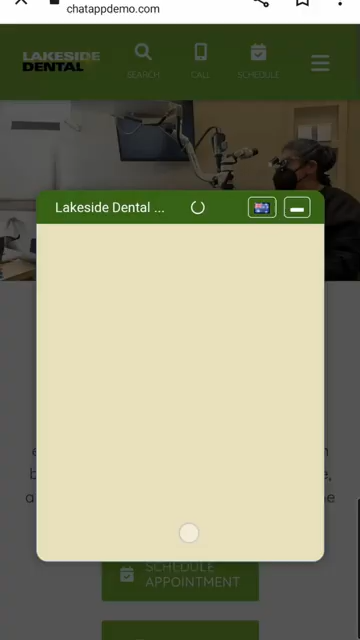 chatappdemo.com
LAKESIDE
DENTAL
SEARCH
CALL
SCHEDULE
Lakeside Dental ...
SCHEDULE
APPOINTMENT